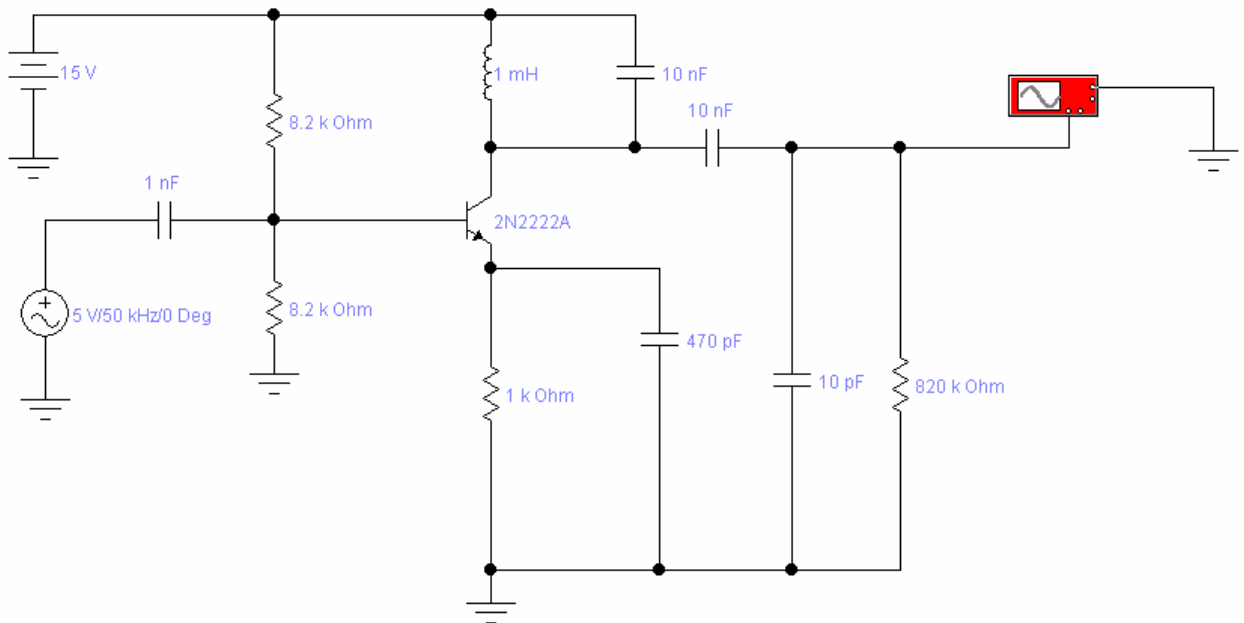 15 V
1 mH
10 nF
10 nF
8.2 k Ohm
1 nF
2N2222A
5 V/50 kHz/0 Deg
8.2 k Ohm
470 pF
10 pF
820 k Ohm
1 k Ohm